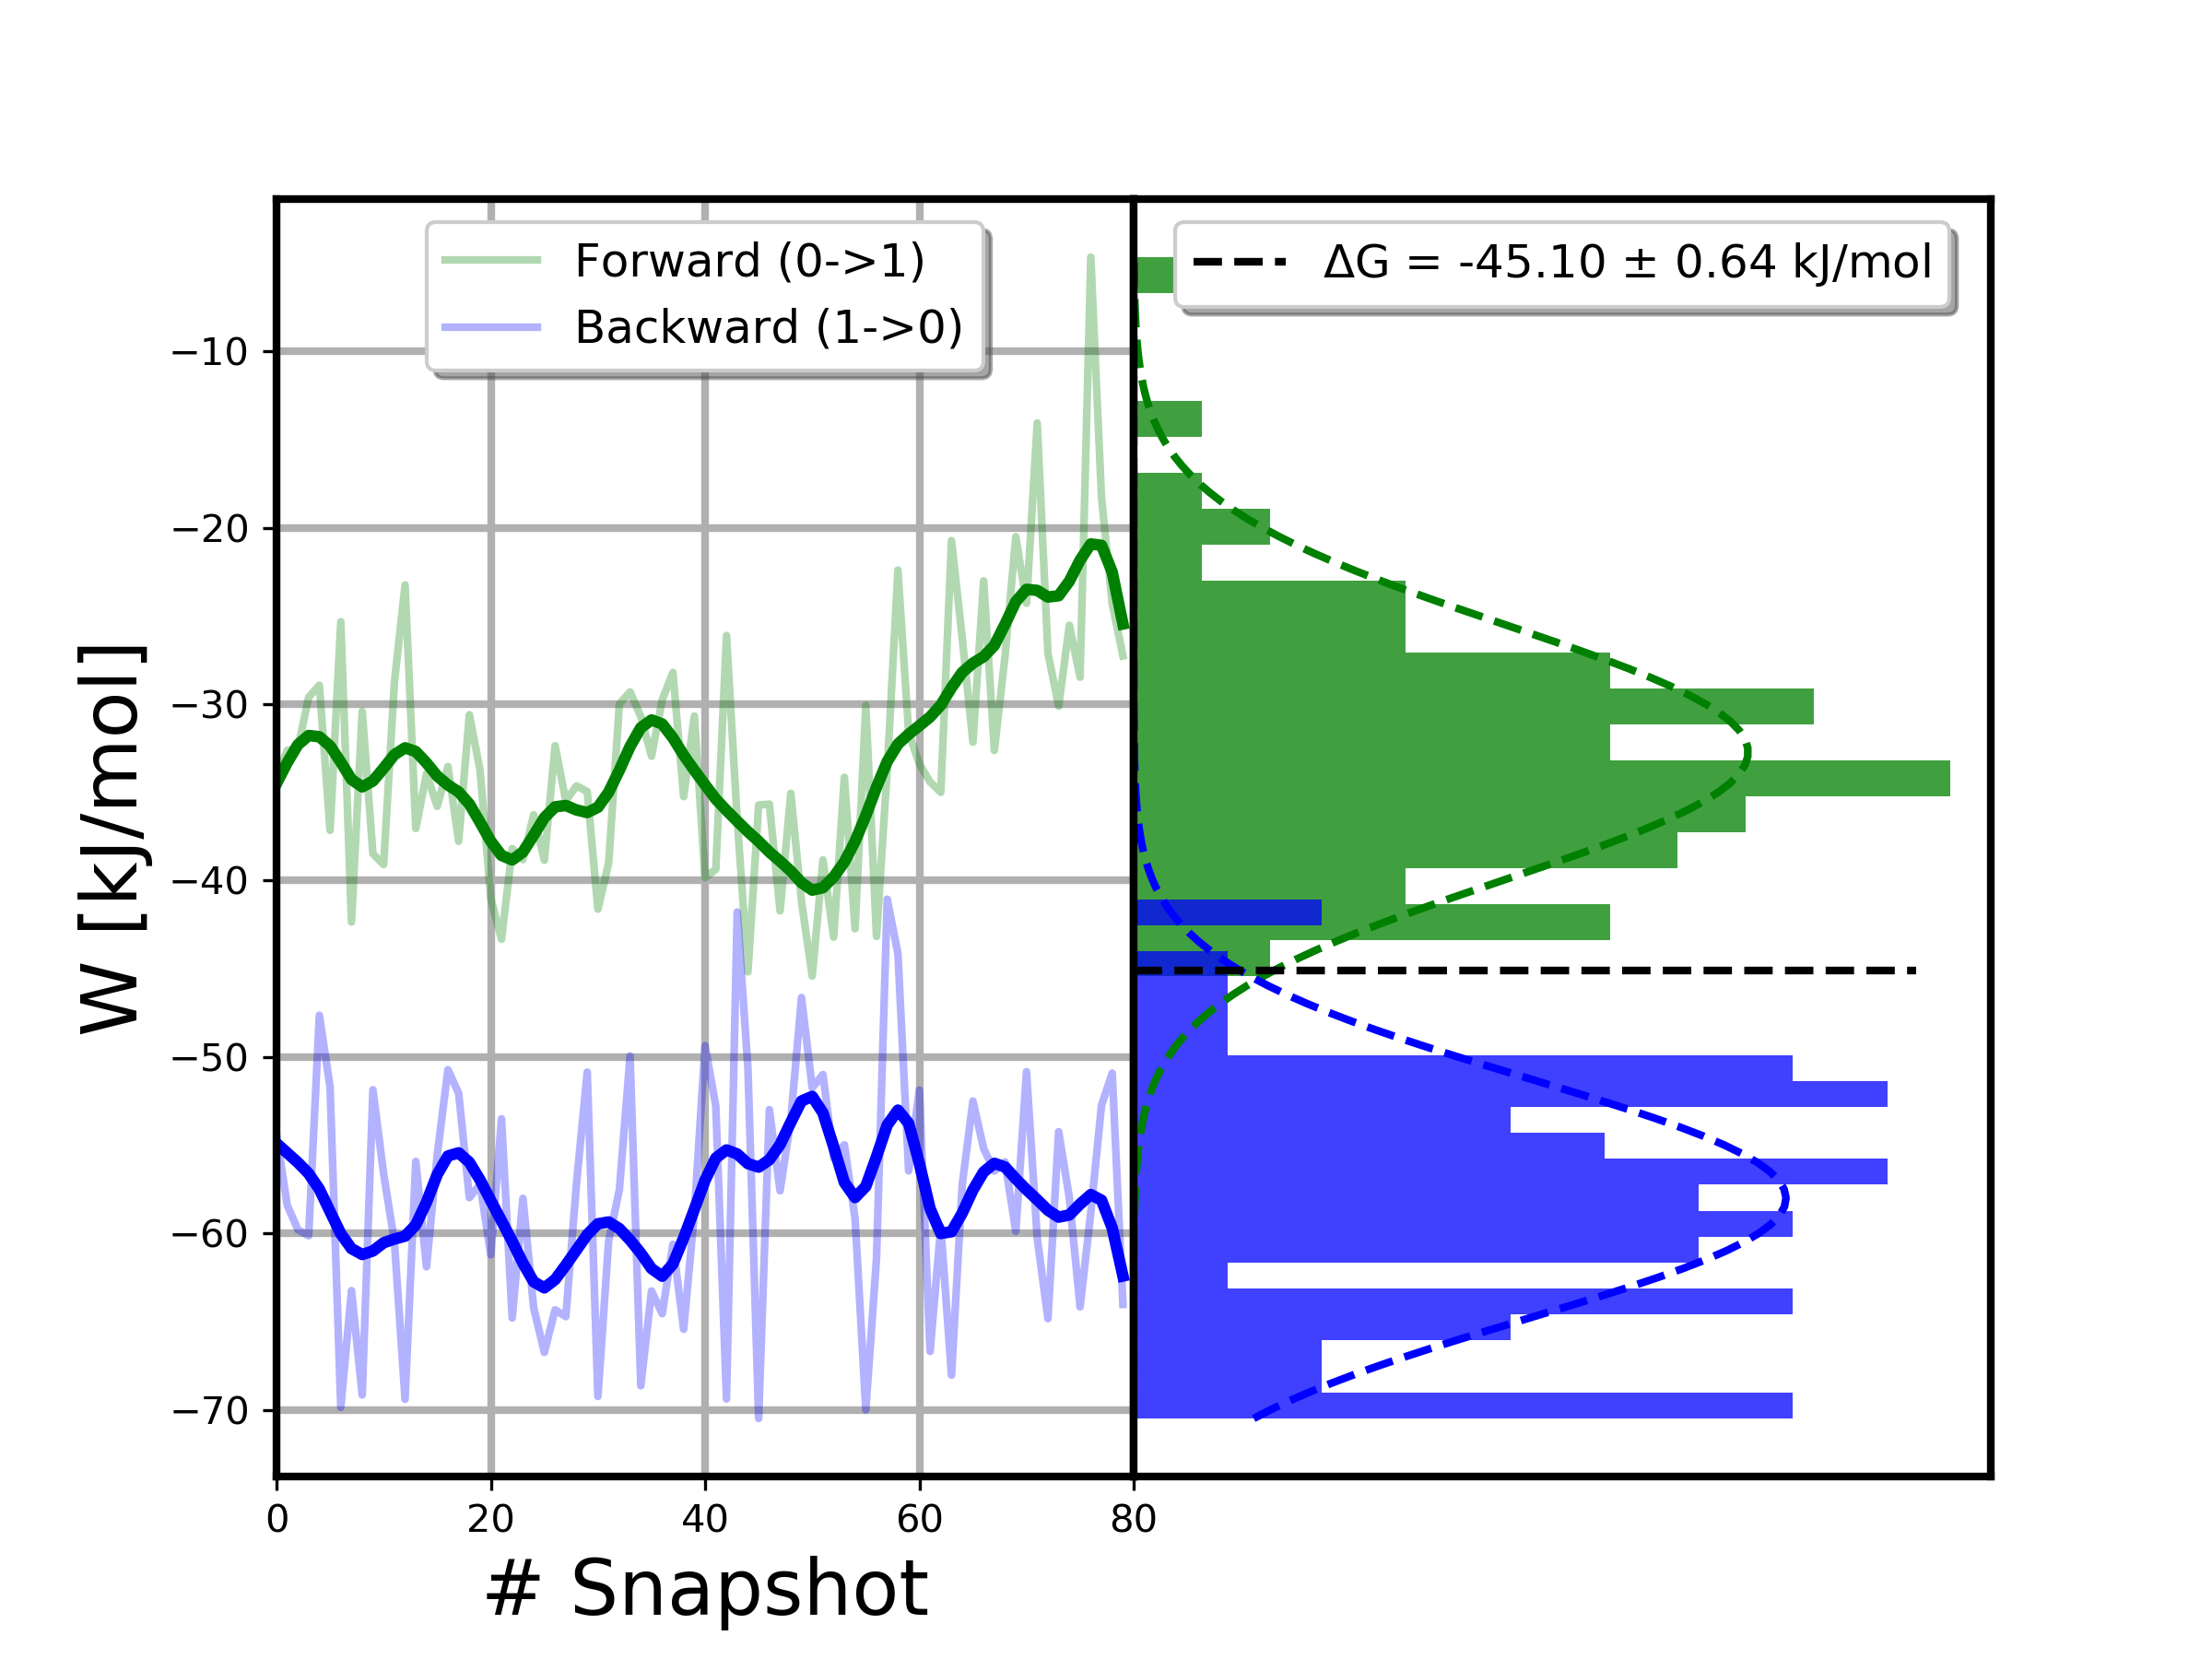 Forward (0->1)
Backward (1->0)
ΔG = -45.10 ± 0.64 kJ/mol
W [kJ/mol]
−10
−20
−30
−40
−50
−60
−70
0 20 40 60 80
# Snapshot